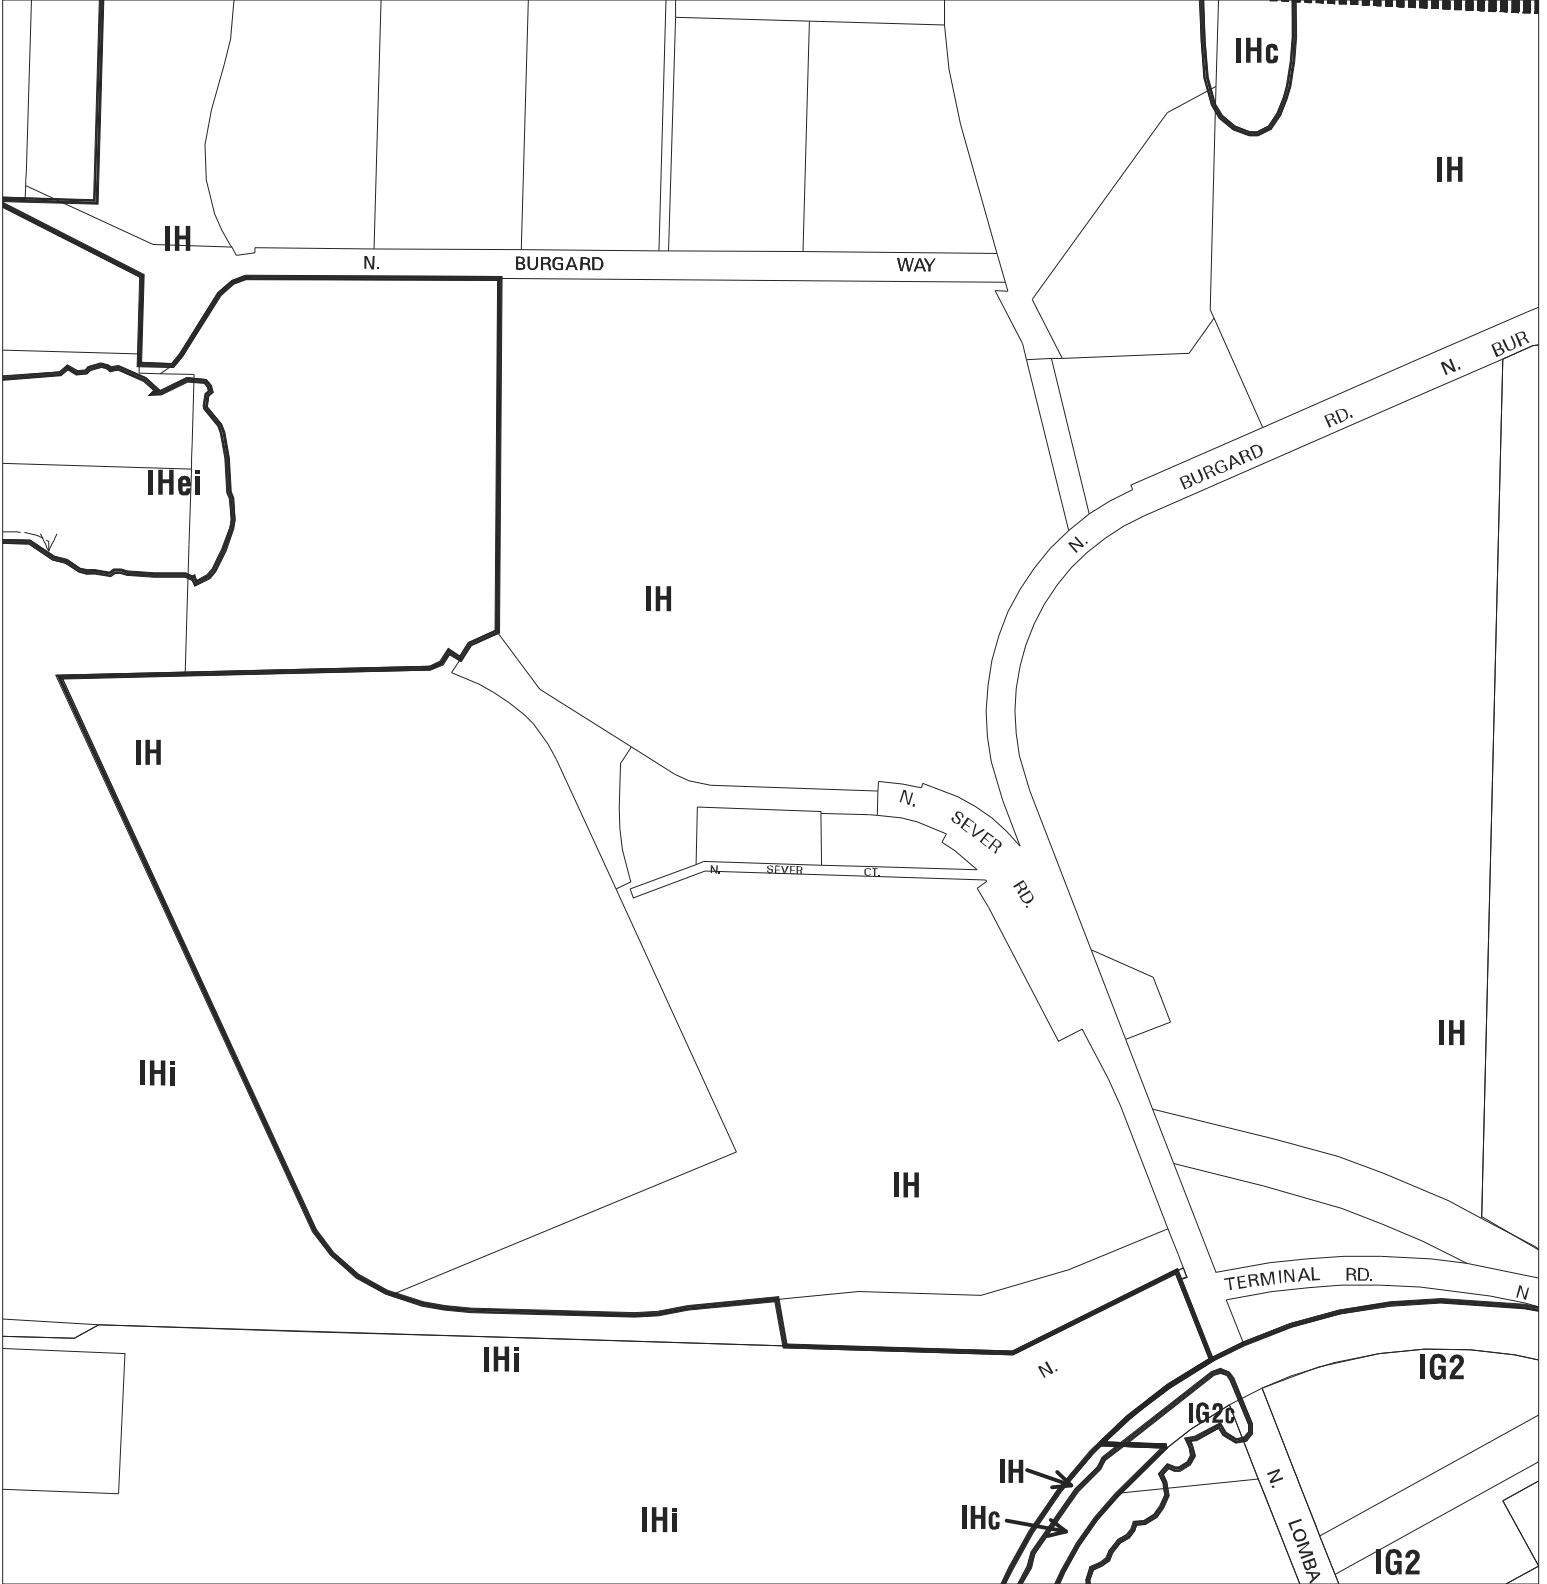 IHc
IH
IH
N. BURGARD WAY
N. BUR
BURGARD RD.
IHei
N.
IH
IH
N. SEVER RD.
N. SEVER CT.
IH
IHi
IH
TERMINAL RD.
N
IHi
N.
IG2
IG2c
IH
IHc
IHi
N. LOMBA
IG2